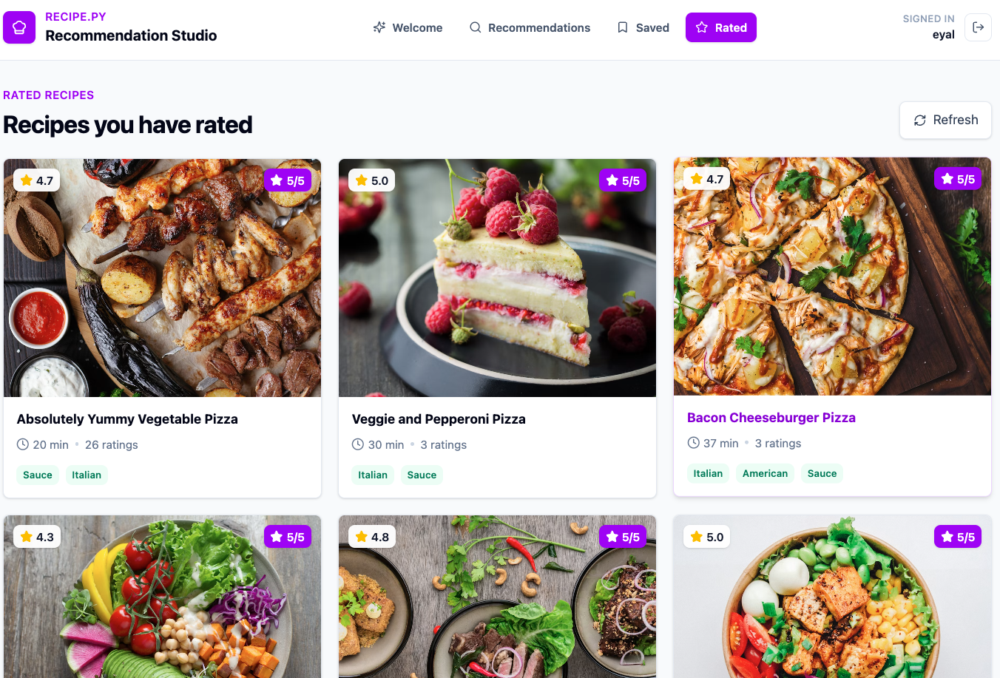 RECIPE.PY
Recommendation Studio
Welcome
Recommendations
Saved
Rated
SIGNED IN
eyal
RATED RECIPES
Recipes you have rated
Refresh
4.7
5/5
5.0
5/5
4.7
5/5
Absolutely Yummy Vegetable Pizza
20 min • 26 ratings
Sauce
Italian
Veggie and Pepperoni Pizza
30 min • 3 ratings
Italian
Sauce
Bacon Cheeseburger Pizza
37 min • 3 ratings
Italian
American
Sauce
4.3
5/5
4.8
5/5
5.0
5/5